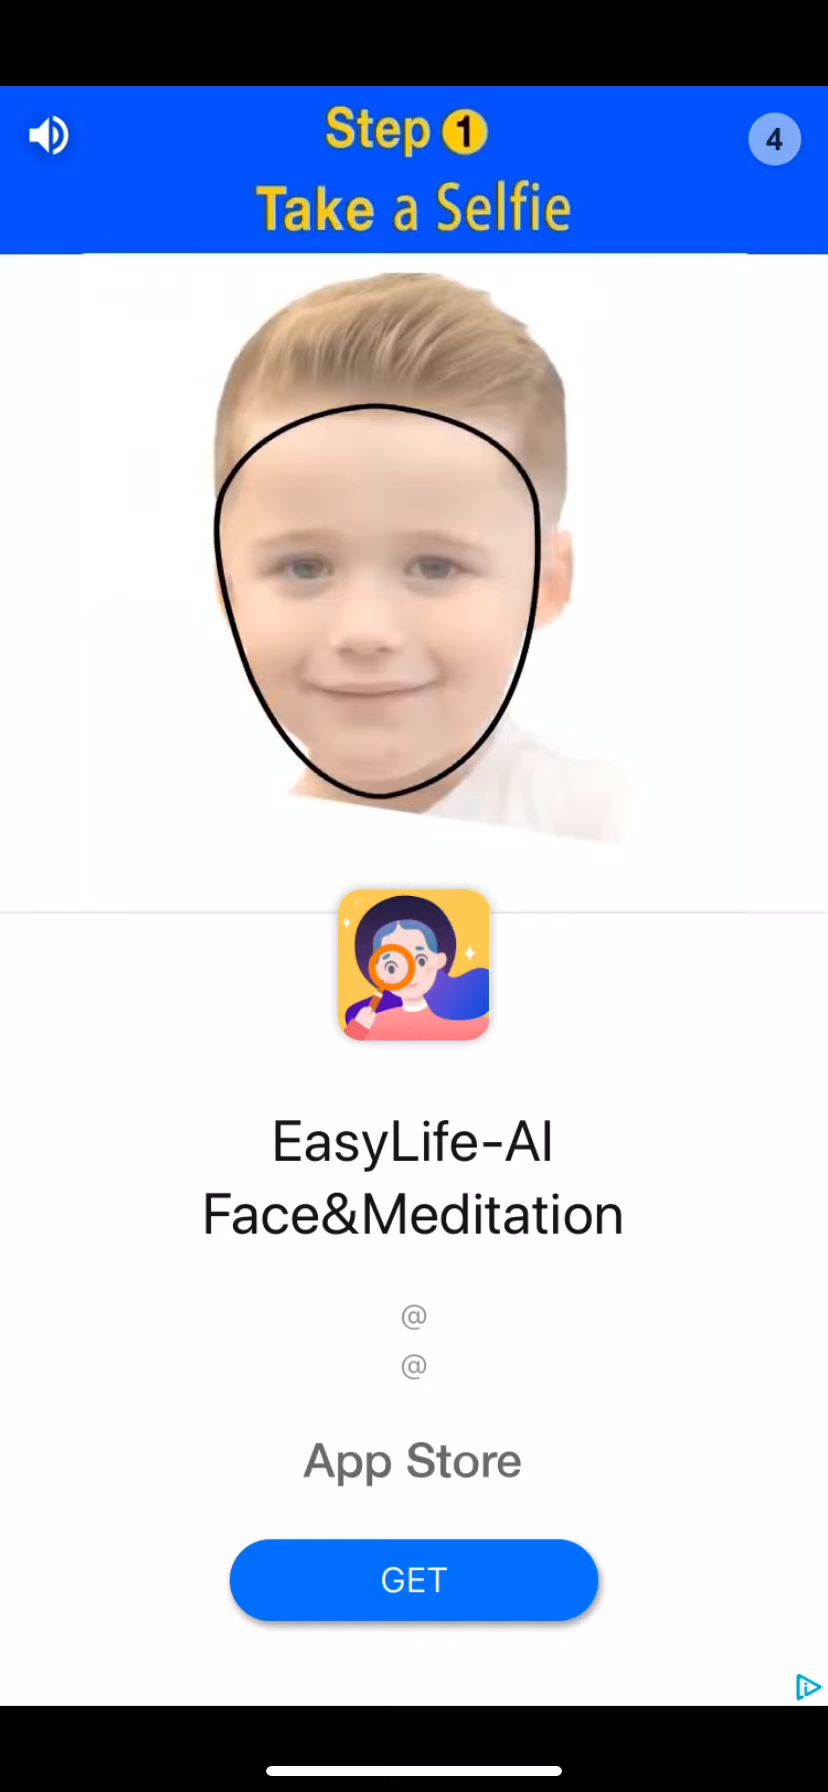 Step 1
4
Take a Selfie
EasyLife-AI
Face&Meditation
@
@
App Store
GET